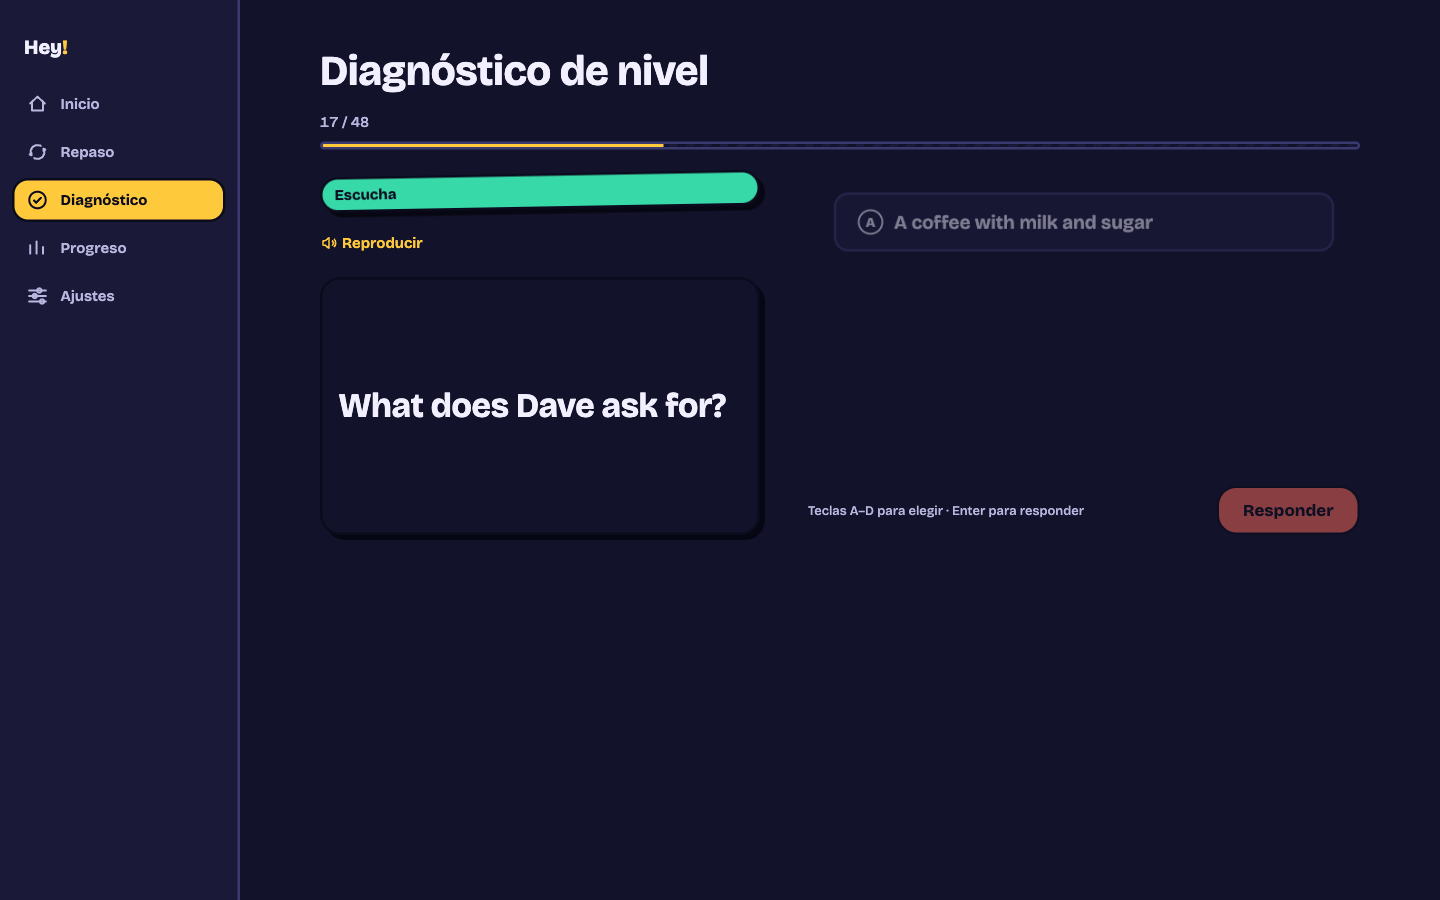 Hey!
Inicio
Repaso
Diagnóstico
Progreso
Ajustes
Diagnóstico de nivel
17 / 48
Escucha
Reproducir
What does Dave ask for?
A A coffee with milk and sugar
Teclas A–D para elegir · Enter para responder
Responder